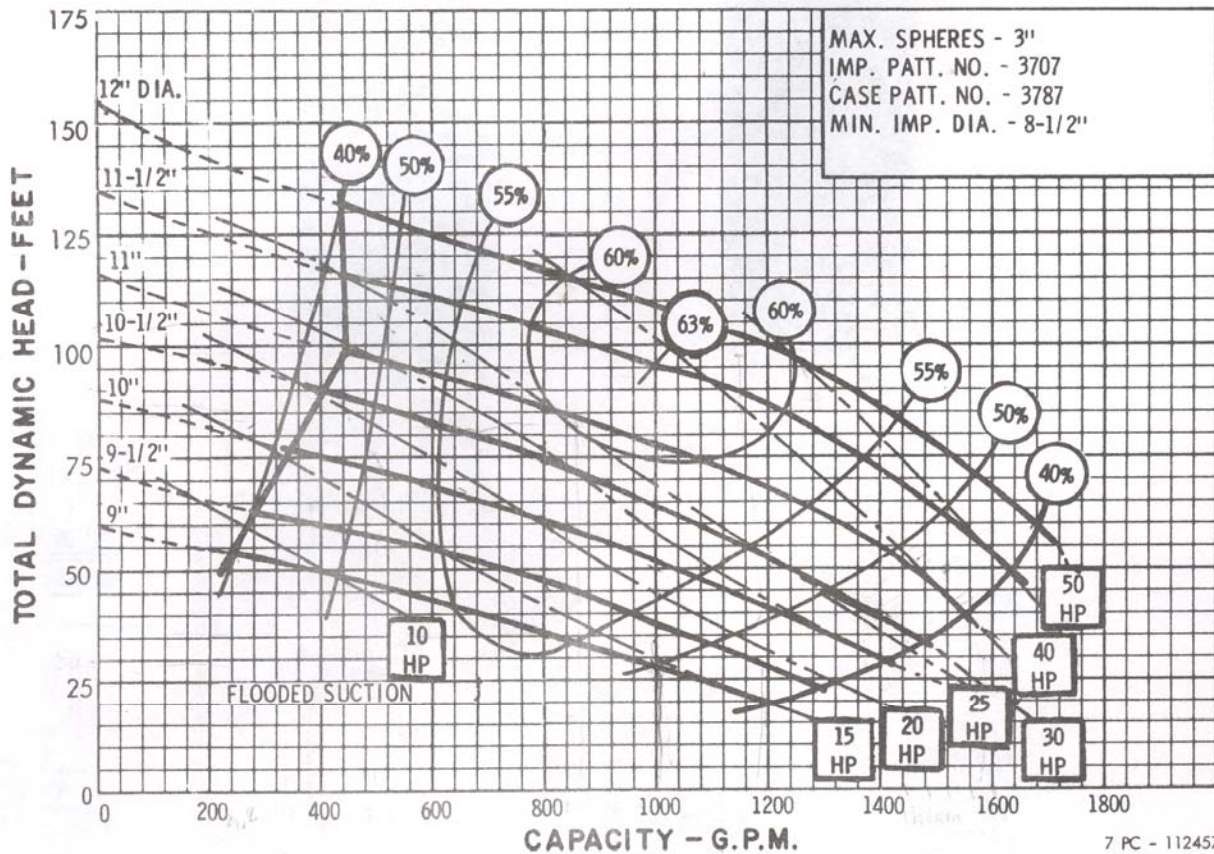 175
150
125
100
75
50
25
0
TOTAL DYNAMIC HEAD-FEET
MAX. SPHERES - 3"
IMP. PATT. NO. - 3707
CASE PATT. NO. - 3787
MIN. IMP. DIA. - 8-1/2"
12" DIA.
11-1/2"
11"
10-1/2"
10"
9-1/2"
9"
40%
50%
55%
60%
63%
60%
55%
50%
40%
10 HP
15 HP
20 HP
25 HP
30 HP
40 HP
50 HP
FLOODED SUCTION
0
200
400
600
800
1000
1200
1400
1600
1800
CAPACITY - G.P.M.
7 PC - 112457